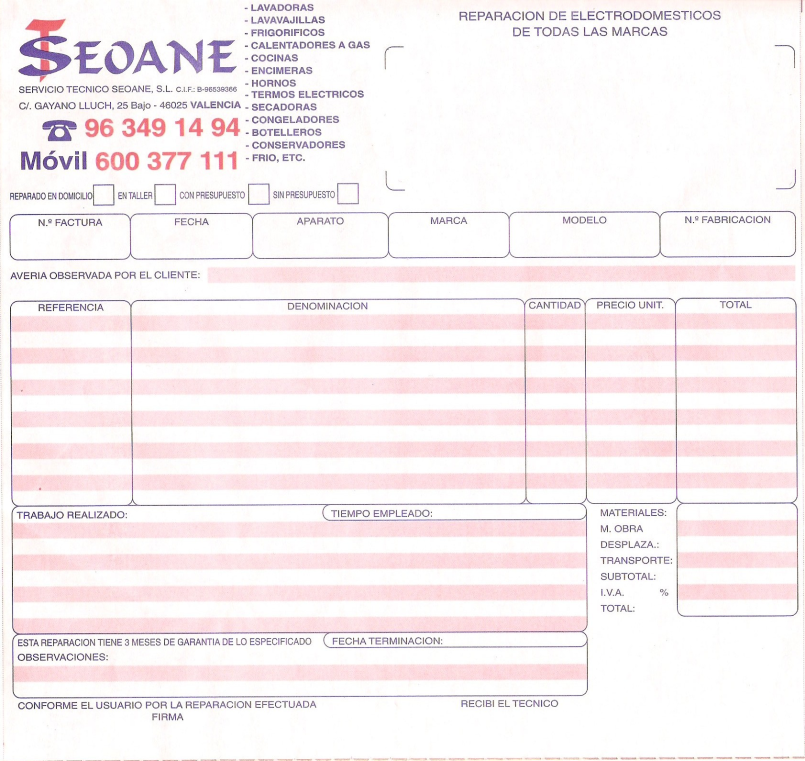 SEOANE
SERVICIO TECNICO SEOANE, S.L. C.I.F.: B-96539366
C/. GAYANO LLUCH, 25 Bajo - 46025 VALENCIA
☎ 96 349 14 94
Móvil 600 377 111
- LAVADORAS
- LAVAVAJILLAS
- FRIGORIFICOS
- CALENTADORES A GAS
- COCINAS
- ENCIMERAS
- HORNOS
- TERMOS ELECTRICOS
- SECADORAS
- CONGELADORES
- BOTELLEROS
- CONSERVADORES
- FRIO, ETC.
REPARACION DE ELECTRODOMESTICOS
DE TODAS LAS MARCAS
REPARADO EN DOMICILIO EN TALLER CON PRESUPUESTO SIN PRESUPUESTO
N.º FACTURA FECHA APARATO MARCA MODELO N.º FABRICACION
AVERIA OBSERVADA POR EL CLIENTE:
REFERENCIA DENOMINACION CANTIDAD PRECIO UNIT. TOTAL
TRABAJO REALIZADO: TIEMPO EMPLEADO:
MATERIALES:
M. OBRA
DESPLAZA.:
TRANSPORTE:
SUBTOTAL:
I.V.A. %
TOTAL:
ESTA REPARACION TIENE 3 MESES DE GARANTIA DE LO ESPECIFICADO FECHA TERMINACION:
OBSERVACIONES:
CONFORME EL USUARIO POR LA REPARACION EFECTUADA RECIBI EL TECNICO
FIRMA